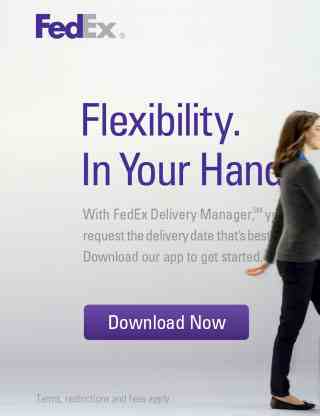 FedEx®
Flexibility.
In Your Hand
With FedEx Delivery Manager,℠ y
request the delivery date that's best
Download our app to get started.
Download Now
Terms, restrictions and fees apply